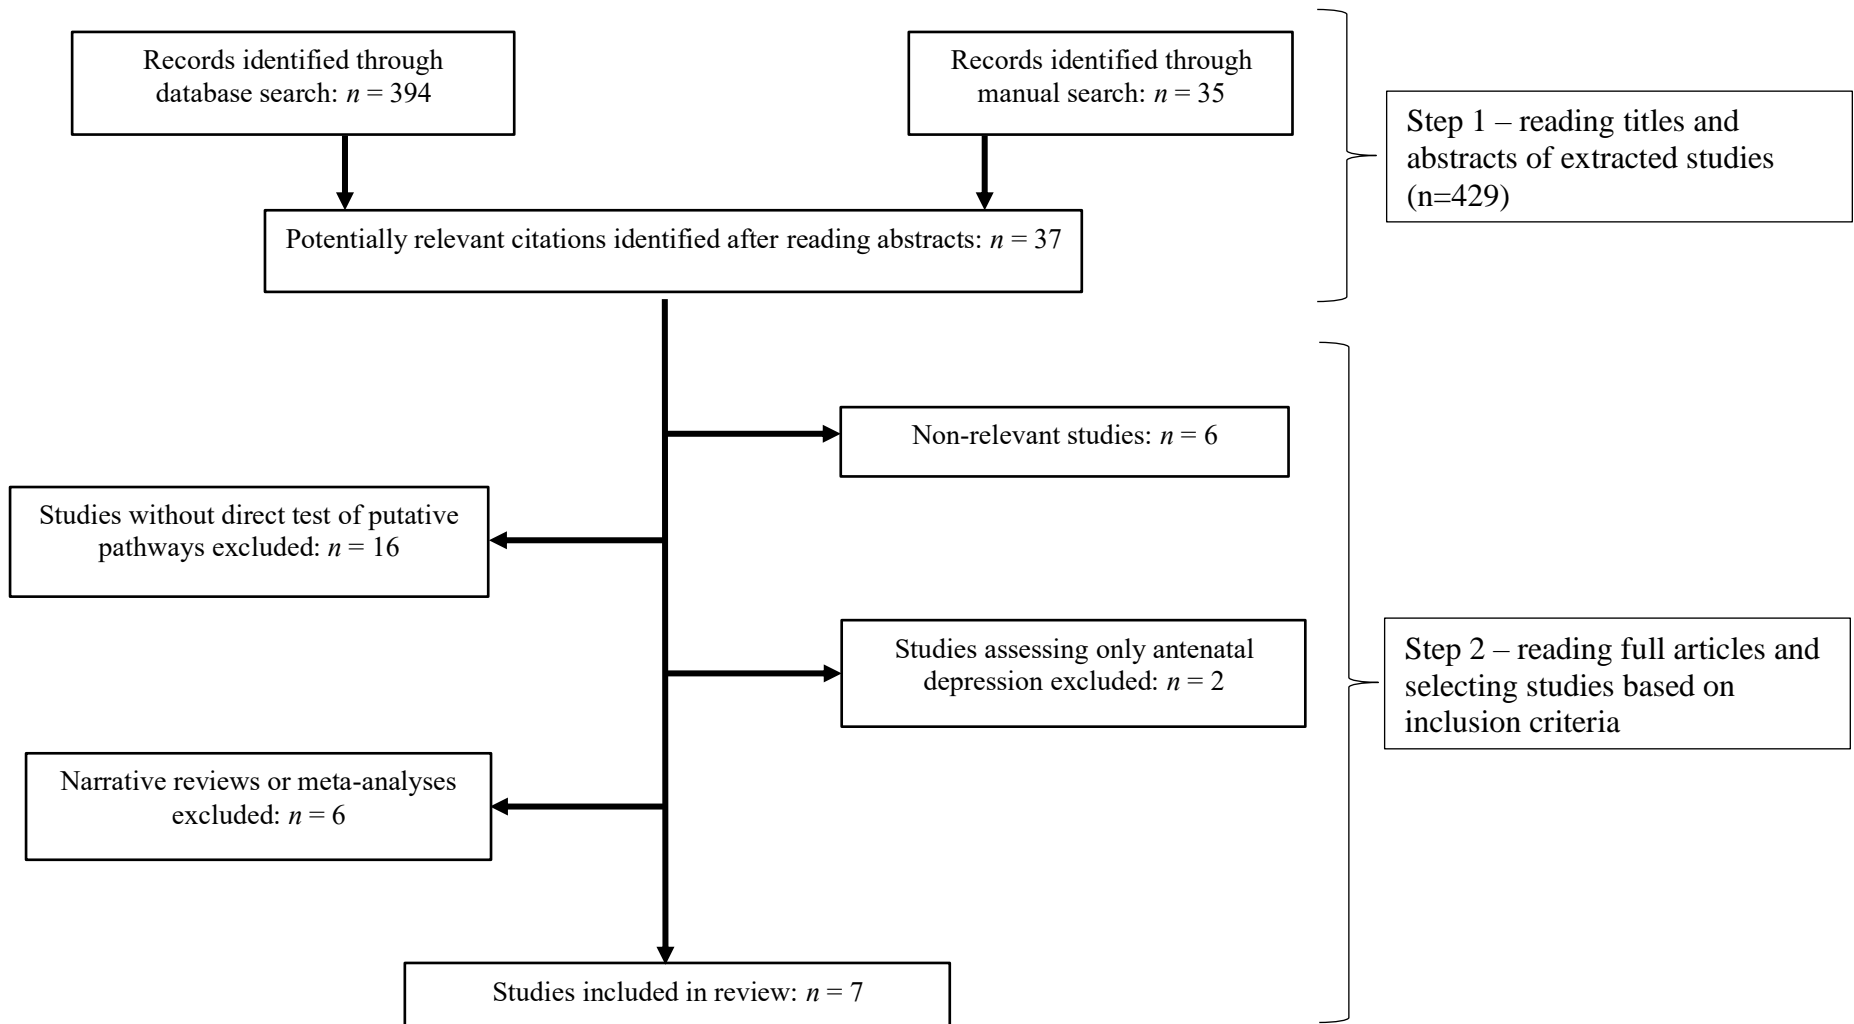 Records identified through
database search: n = 394
Records identified through
manual search: n = 35
Step 1 – reading titles and
abstracts of extracted studies
(n=429)
Potentially relevant citations identified after reading abstracts: n = 37
Non-relevant studies: n = 6
Studies without direct test of putative
pathways excluded: n = 16
Studies assessing only antenatal
depression excluded: n = 2
Step 2 – reading full articles and
selecting studies based on
inclusion criteria
Narrative reviews or meta-analyses
excluded: n = 6
Studies included in review: n = 7